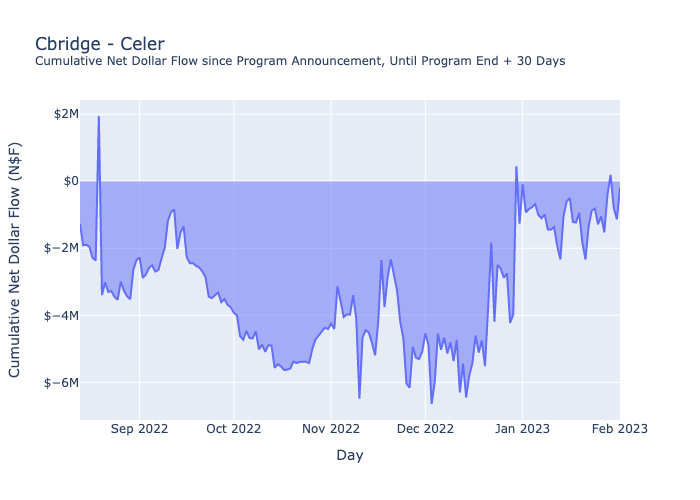 Cbridge - Celer
Cumulative Net Dollar Flow since Program Announcement, Until Program End + 30 Days
Cumulative Net Dollar Flow (N$F)
$2M
$0
$−2M
$−4M
$−6M
Sep 2022
Oct 2022
Nov 2022
Dec 2022
Jan 2023
Feb 2023
Day